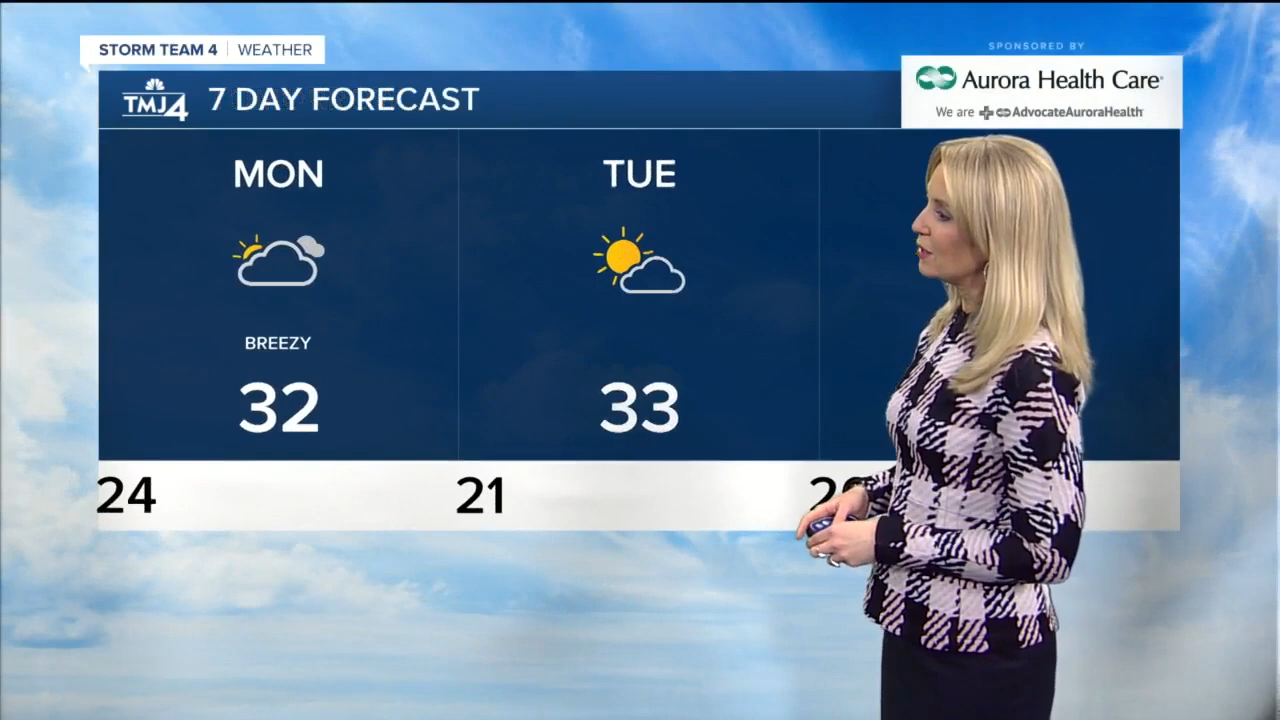 STORM TEAM 4 | WEATHER
SPONSORED BY
Aurora Health Care
We are AdvocateAuroraHealth
TMJ4
7 DAY FORECAST
MON
TUE
BREEZY
32
33
24
21